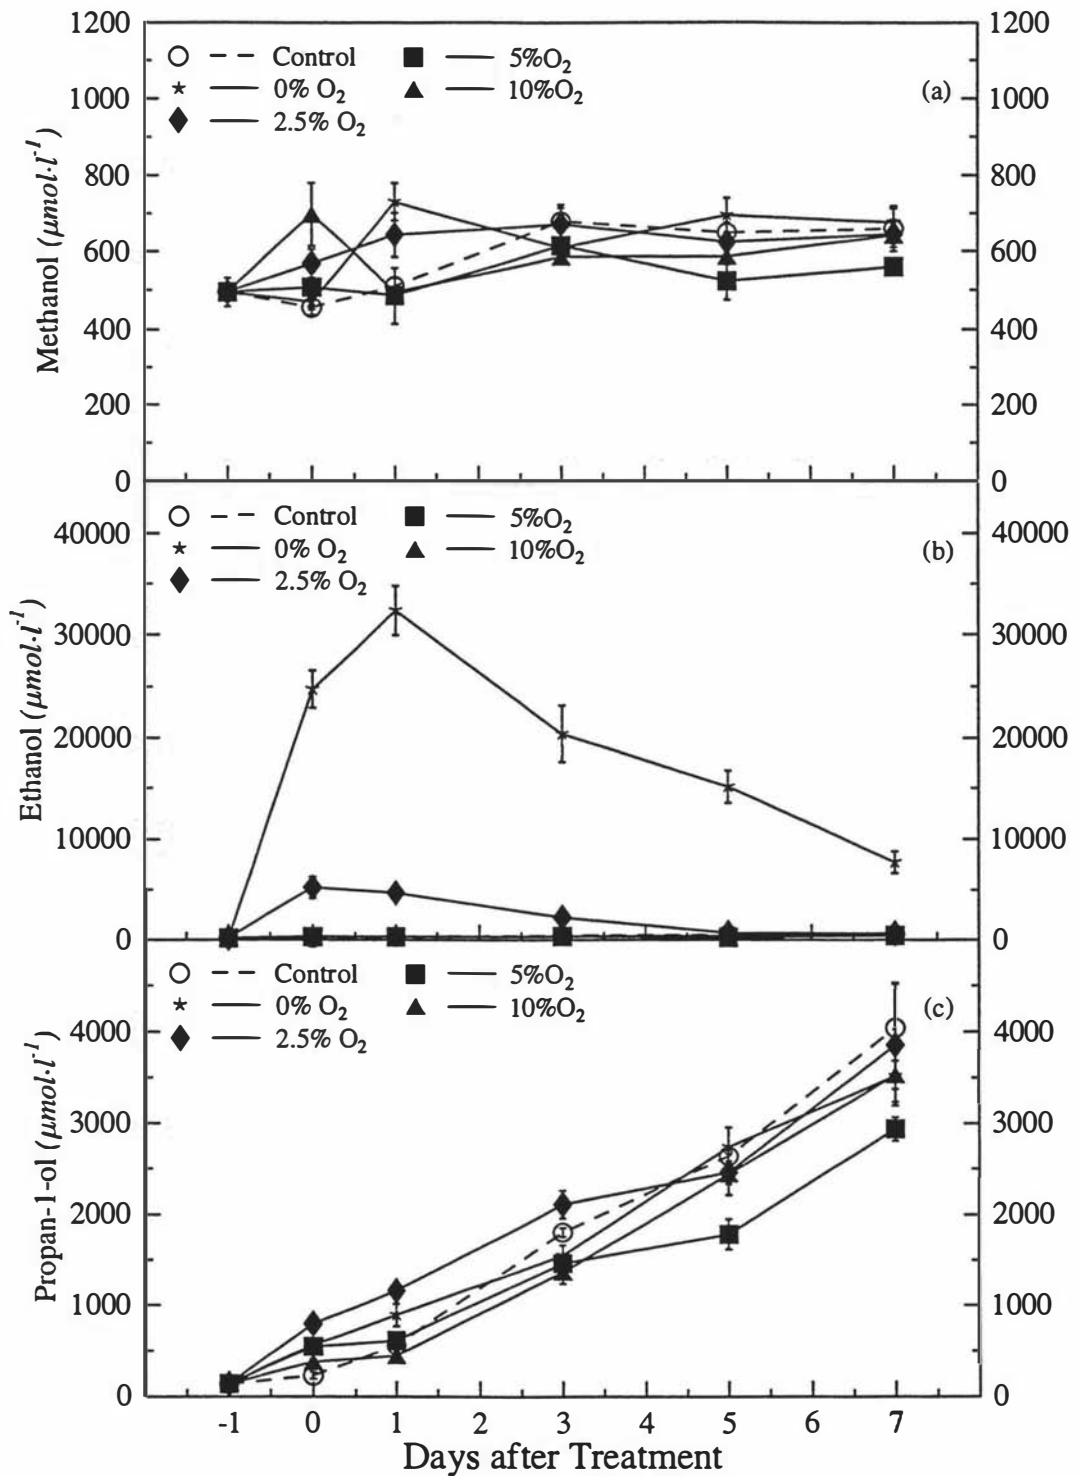 1200 1200
Control 5%O₂
0% O₂ 10%O₂ (a)
1000 1000
2.5% O₂
800 800
600 600
400 400
200 200
0 0
Methanol (μmol·l⁻¹)
Control 5%O₂
40000 40000
0% O₂ 10%O₂ (b)
2.5% O₂
30000 30000
20000 20000
10000 10000
0 0
Ethanol (μmol·l⁻¹)
Control 5%O₂
0% O₂ 10%O₂ (c)
4000 4000
2.5% O₂
3000 3000
2000 2000
1000 1000
0 0
Propan-1-ol (μmol·l⁻¹)
-1 0 1 2 3 4 5 6 7
Days after Treatment